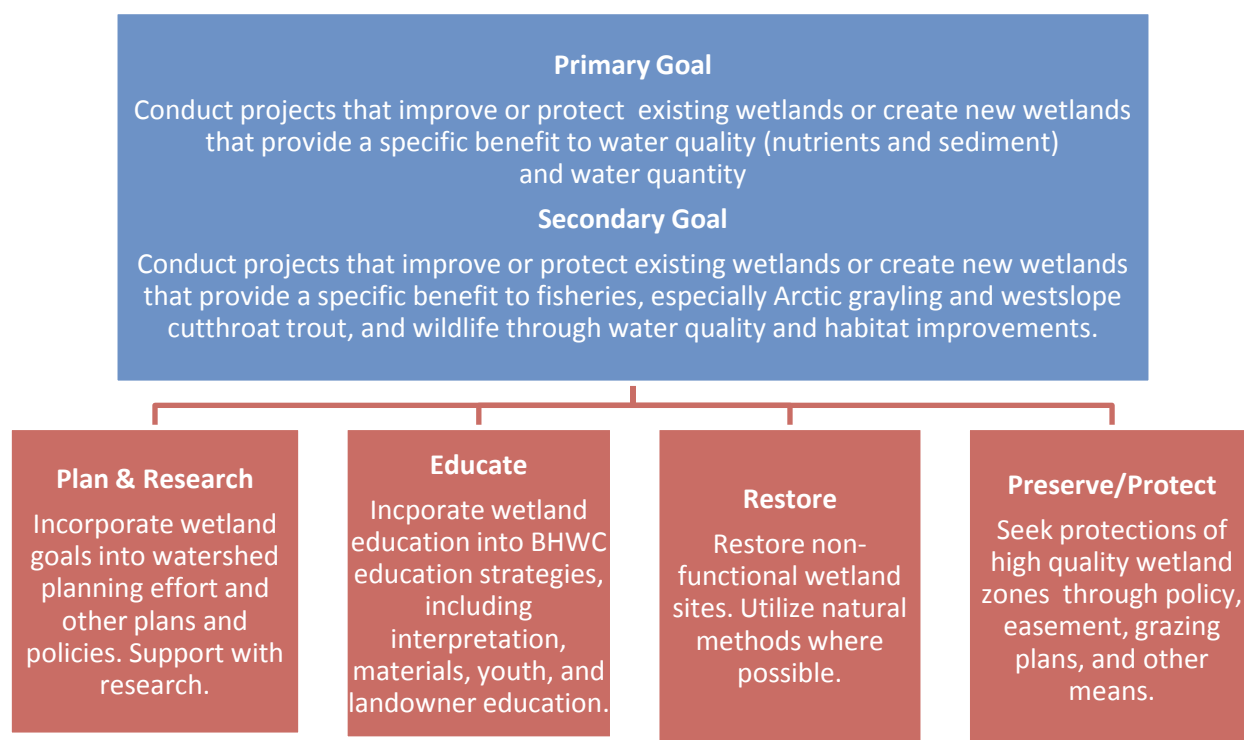 Primary Goal
Conduct projects that improve or protect existing wetlands or create new wetlands
that provide a specific benefit to water quality (nutrients and sediment)
and water quantity
Secondary Goal
Conduct projects that improve or protect existing wetlands or create new wetlands
that provide a specific benefit to fisheries, especially Arctic grayling and westslope
cutthroat trout, and wildlife through water quality and habitat improvements.
Plan & Research
Incorporate wetland
goals into watershed
planning effort and
other plans and
policies. Support with
research.
Educate
Incporate wetland
education into BHWC
education strategies,
including
interpretation,
materials, youth, and
landowner education.
Restore
Restore non-
functional wetland
sites. Utilize natural
methods where
possible.
Preserve/Protect
Seek protections of
high quality wetland
zones through policy,
easement, grazing
plans, and other
means.